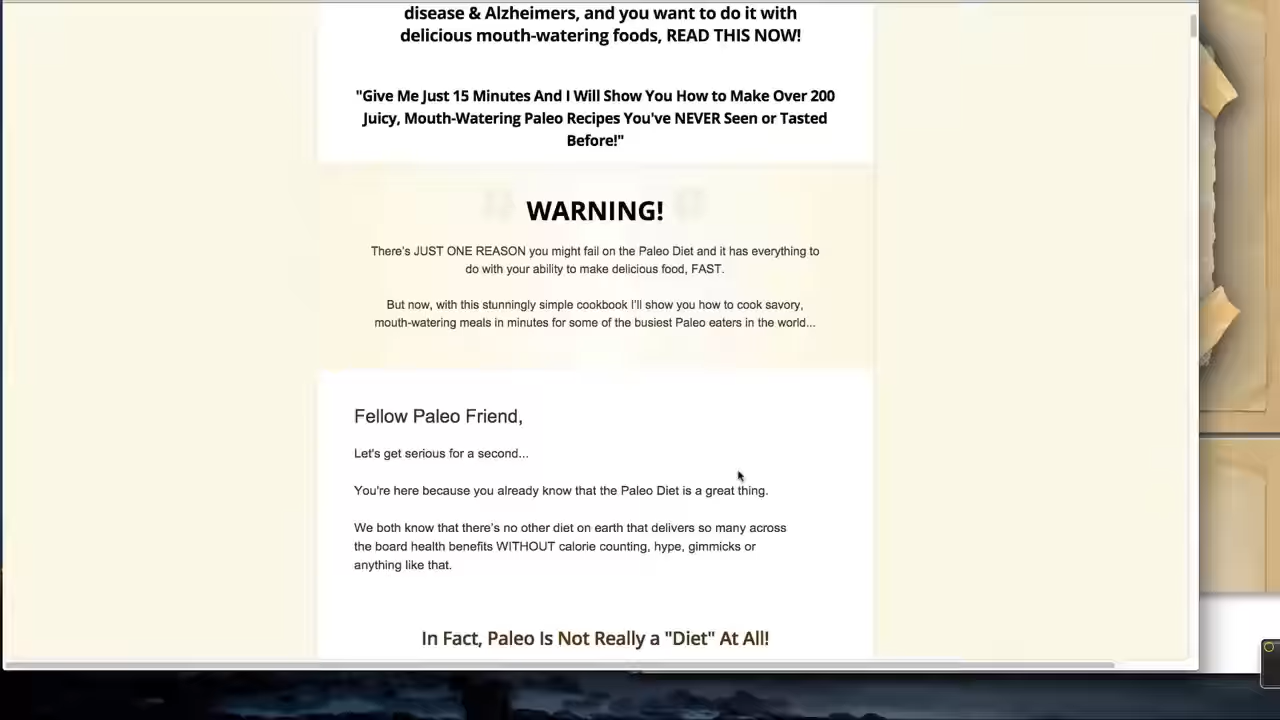 disease & Alzheimers, and you want to do it with
delicious mouth-watering foods, READ THIS NOW!
"Give Me Just 15 Minutes And I Will Show You How to Make Over 200
Juicy, Mouth-Watering Paleo Recipes You've NEVER Seen or Tasted
Before!"
WARNING!
There's JUST ONE REASON you might fail on the Paleo Diet and it has everything to
do with your ability to make delicious food, FAST.
But now, with this stunningly simple cookbook I'll show you how to cook savory,
mouth-watering meals in minutes for some of the busiest Paleo eaters in the world...
Fellow Paleo Friend,
Let's get serious for a second...
You're here because you already know that the Paleo Diet is a great thing.
We both know that there's no other diet on earth that delivers so many across
the board health benefits WITHOUT calorie counting, hype, gimmicks or
anything like that.
In Fact, Paleo Is Not Really a "Diet" At All!